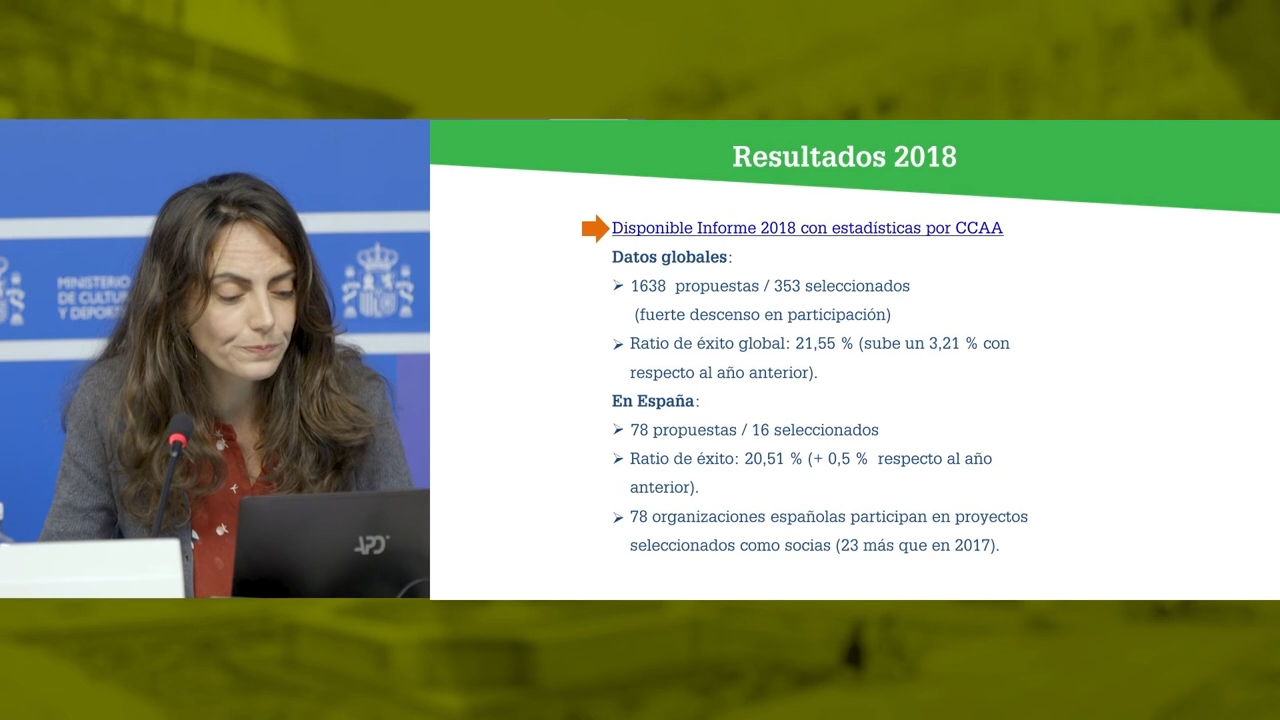 Resultados 2018
Disponible Informe 2018 con estadísticas por CCAA
Datos globales:
1638 propuestas / 353 seleccionados
(fuerte descenso en participación)
Ratio de éxito global: 21,55 % (sube un 3,21 % con
respecto al año anterior).
En España:
78 propuestas / 16 seleccionados
Ratio de éxito: 20,51 % (+ 0,5 % respecto al año
anterior).
78 organizaciones españolas participan en proyectos
seleccionados como socias (23 más que en 2017).
MINISTERIO
DE CULTU
Y DEPORT
APD